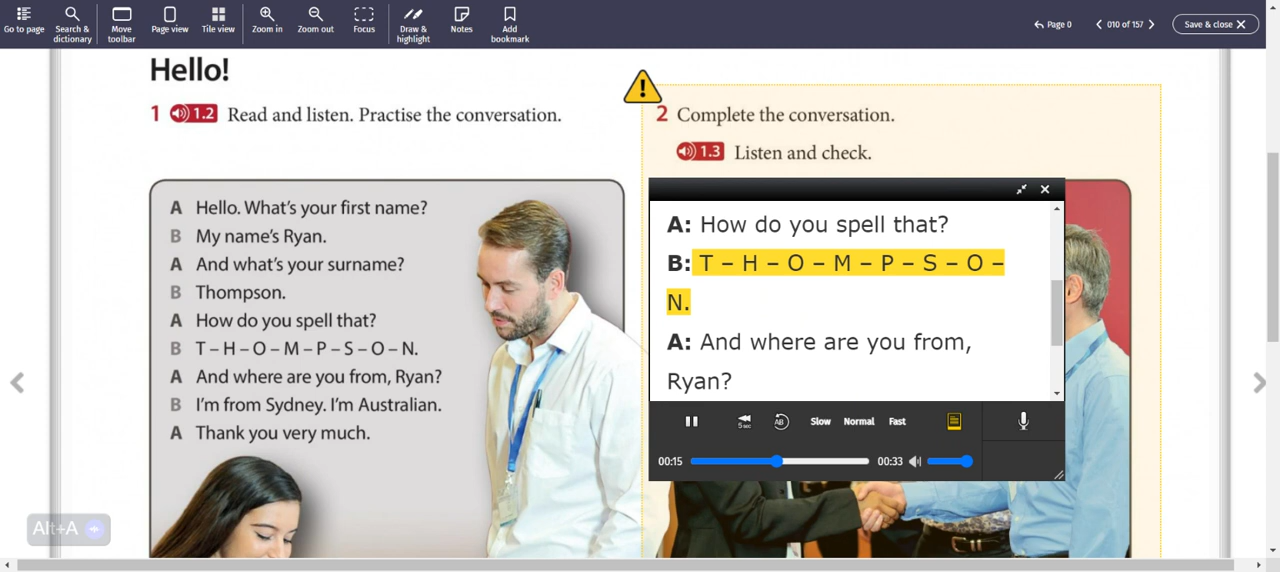 Go to page
Search & dictionary
Move toolbar
Page view
Tile view
Zoom in
Zoom out
Focus
Draw & highlight
Notes
Add bookmark
Page 0
010 of 157
Save & close
Hello!
1 1.2 Read and listen. Practise the conversation.
A Hello. What's your first name?
B My name's Ryan.
A And what's your surname?
B Thompson.
A How do you spell that?
B T – H – O – M – P – S – O – N.
A And where are you from, Ryan?
B I'm from Sydney. I'm Australian.
A Thank you very much.
!
2 Complete the conversation.
1.3 Listen and check.
A: How do you spell that?
B: T – H – O – M – P – S – O –
N.
A: And where are you from,
Ryan?
5 sec
AB
Slow
Normal
Fast
00:15
00:33
Alt+A